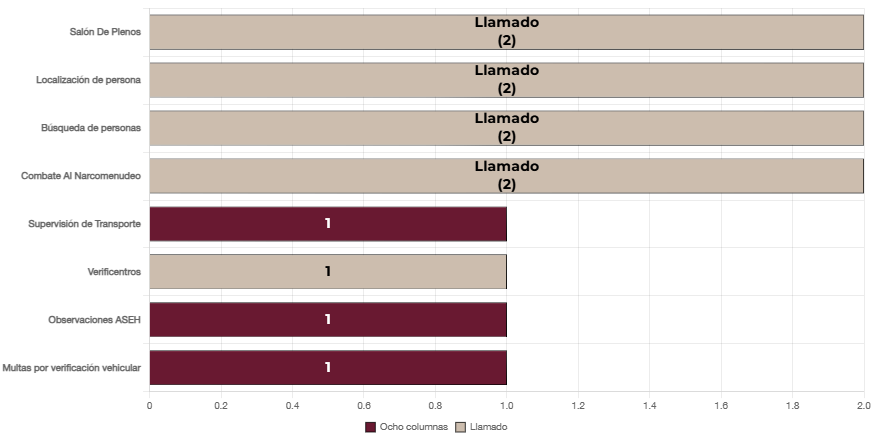 Salón De Plenos
Llamado
(2)
Localización de persona
Llamado
(2)
Búsqueda de personas
Llamado
(2)
Combate Al Narcomenudeo
Llamado
(2)
Supervisión de Transporte
1
Verificentros
1
Observaciones ASEH
1
Multas por verificación vehicular
1
0 0.2 0.4 0.6 0.8 1.0 1.2 1.4 1.6 1.8 2.0
Ocho columnas Llamado